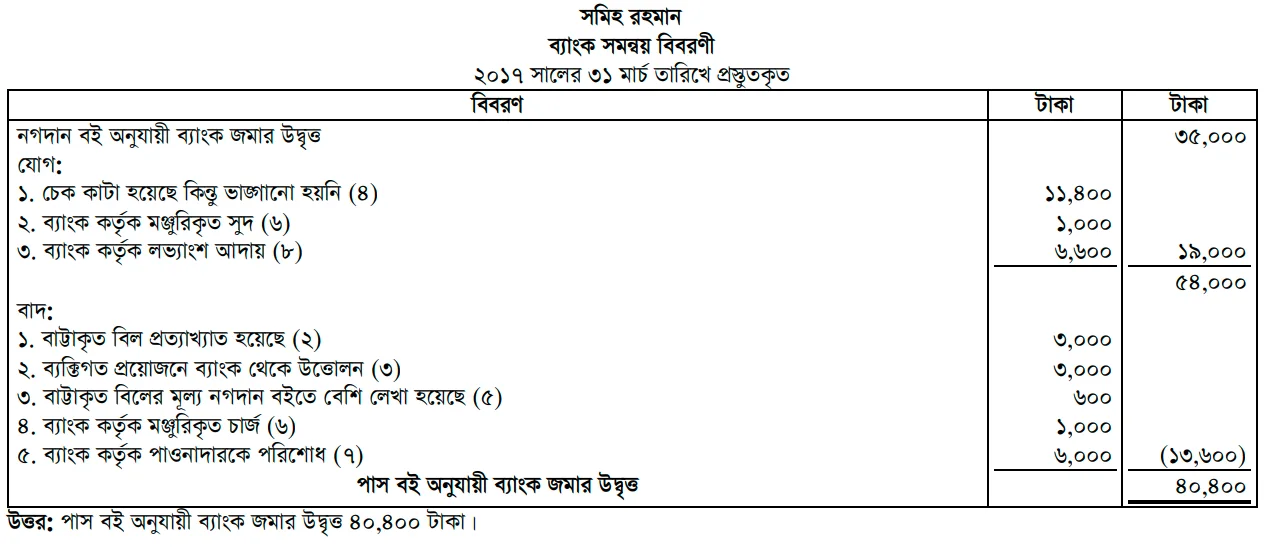 সমিহ রহমান
ব্যাংক সমন্বয় বিবরণী
২০১৭ সালের ৩১ মার্চ তারিখে প্রস্তুতকৃত
বিবরণ টাকা টাকা
নগদান বই অনুযায়ী ব্যাংক জমার উদ্বৃত্ত ৩৫,০০০
যোগ:
১. চেক কাটা হয়েছে কিন্তু ভাঙ্গানো হয়নি (৪) ১১,৪০০
২. ব্যাংক কর্তৃক মঞ্জুরিকৃত সুদ (৬) ১,০০০
৩. ব্যাংক কর্তৃক লভ্যাংশ আদায় (৮) ৬,৬০০ ১৯,০০০
৫৪,০০০
বাদ:
১. বাট্টাকৃত বিল প্রত্যাখ্যাত হয়েছে (২) ৩,০০০
২. ব্যক্তিগত প্রয়োজনে ব্যাংক থেকে উত্তোলন (৩) ৩,০০০
৩. বাট্টাকৃত বিলের মূল্য নগদান বইতে বেশি লেখা হয়েছে (৫) ৬০০
৪. ব্যাংক কর্তৃক মঞ্জুরিকৃত চার্জ (৬) ১,০০০
৫. ব্যাংক কর্তৃক পাওনাদারকে পরিশোধ (৭) ৬,০০০ (১৩,৬০০)
পাস বই অনুযায়ী ব্যাংক জমার উদ্বৃত্ত ৪০,৪০০
উত্তর: পাস বই অনুযায়ী ব্যাংক জমার উদ্বৃত্ত ৪০,৪০০ টাকা।